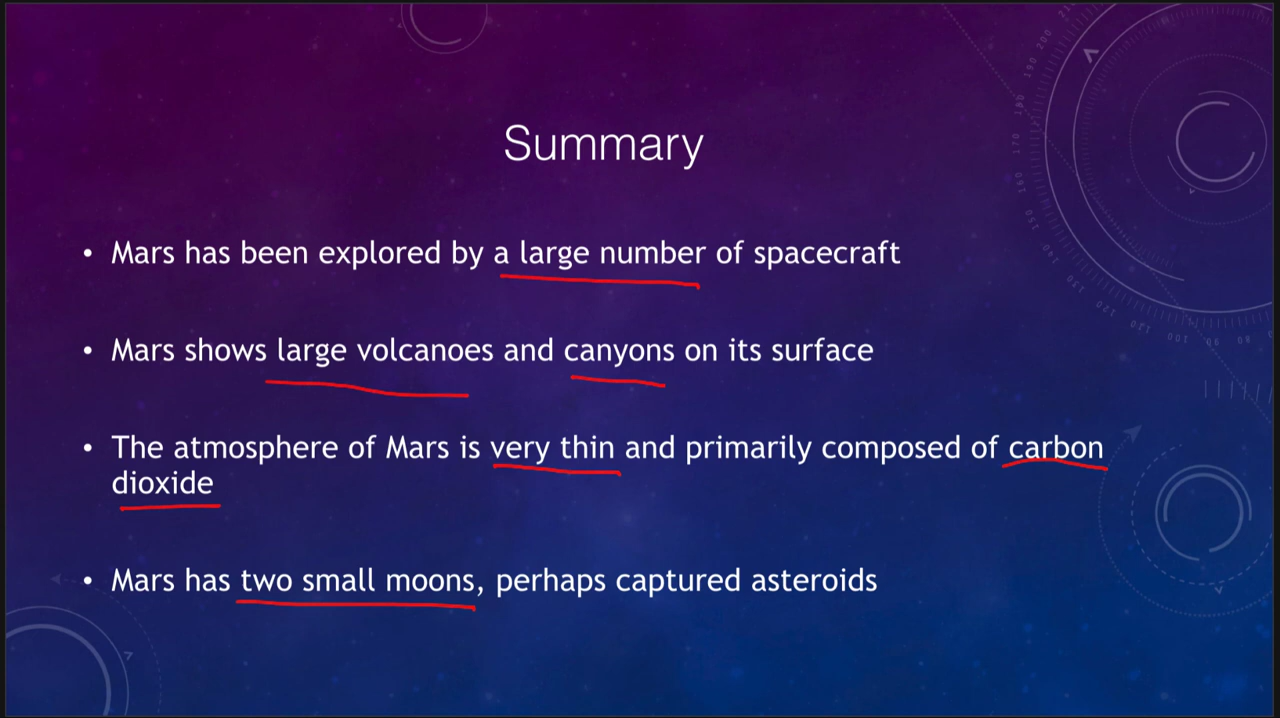 Summary
• Mars has been explored by a large number of spacecraft
• Mars shows large volcanoes and canyons on its surface
• The atmosphere of Mars is very thin and primarily composed of carbon
dioxide
• Mars has two small moons, perhaps captured asteroids